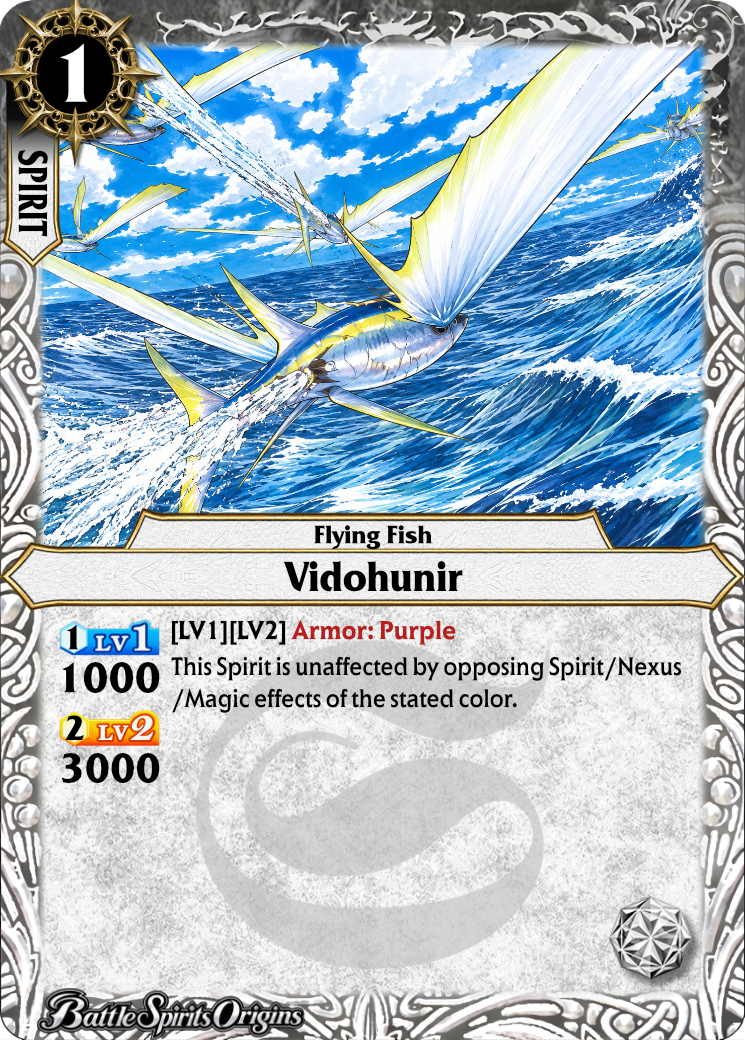 1
SPIRIT
Flying Fish
Vidohunir
1 LV1
1000
2 LV2
3000
[LV1][LV2] Armor: Purple
This Spirit is unaffected by opposing Spirit/Nexus
/Magic effects of the stated color.
Battle Spirits Origins